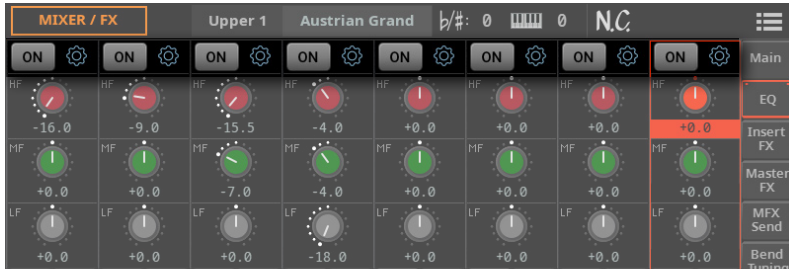 MIXER / FX Upper 1 Austrian Grand b/#: 0 0 N.C.
ON ON ON ON ON ON ON ON Main
HF HF HF HF HF HF HF HF EQ
-16.0 -9.0 -15.5 -4.0 +0.0 +0.0 +0.0 +0.0
Insert
FX
MF MF MF MF MF MF MF MF
+0.0 +0.0 -7.0 -4.0 +0.0 +0.0 +0.0 +0.0
Master
FX
LF LF LF LF LF LF LF LF
MFX
Send
+0.0 +0.0 +0.0 -18.0 +0.0 +0.0 +0.0 +0.0
Bend
Tuning